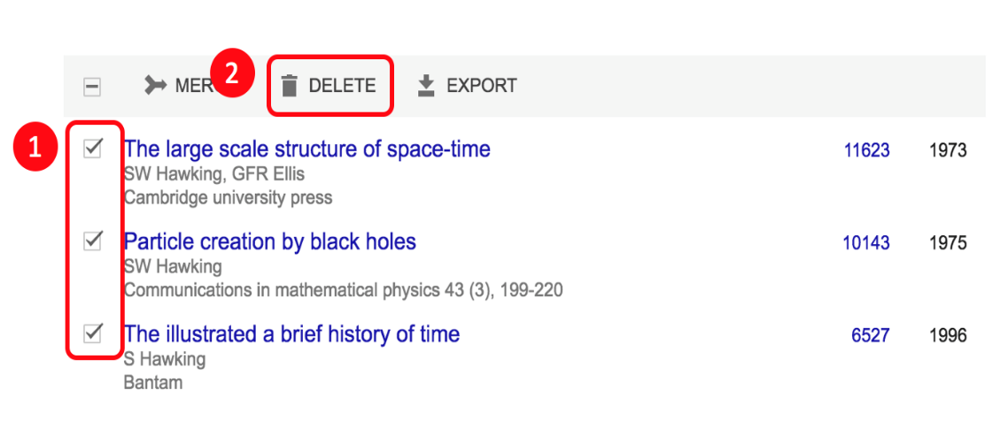 2
MER
DELETE
EXPORT
1
The large scale structure of space-time 11623 1973
SW Hawking, GFR Ellis
Cambridge university press
Particle creation by black holes 10143 1975
SW Hawking
Communications in mathematical physics 43 (3), 199-220
The illustrated a brief history of time 6527 1996
S Hawking
Bantam